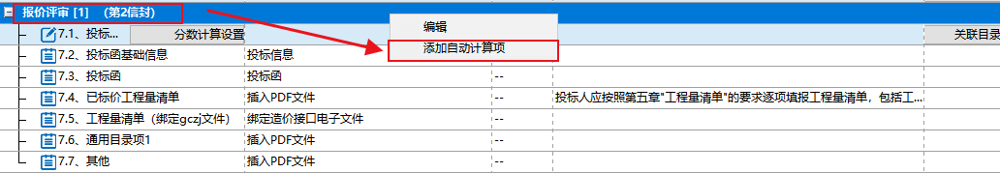 报价评审 [1] （第2信封）
编辑
7.1、投标... 分数计算设置 关联目录
添加自动计算项
7.2、投标函基础信息 投标信息 --
7.3、投标函 投标函 --
7.4、已标价工程量清单 插入PDF文件 -- 投标人应按照第五章"工程量清单"的要求逐项填报工程量清单，包括工...
7.5、工程量清单（绑定gczj文件） 绑定造价接口电子文件
7.6、通用目录项1 插入PDF文件 --
7.7、其他 插入PDF文件 --